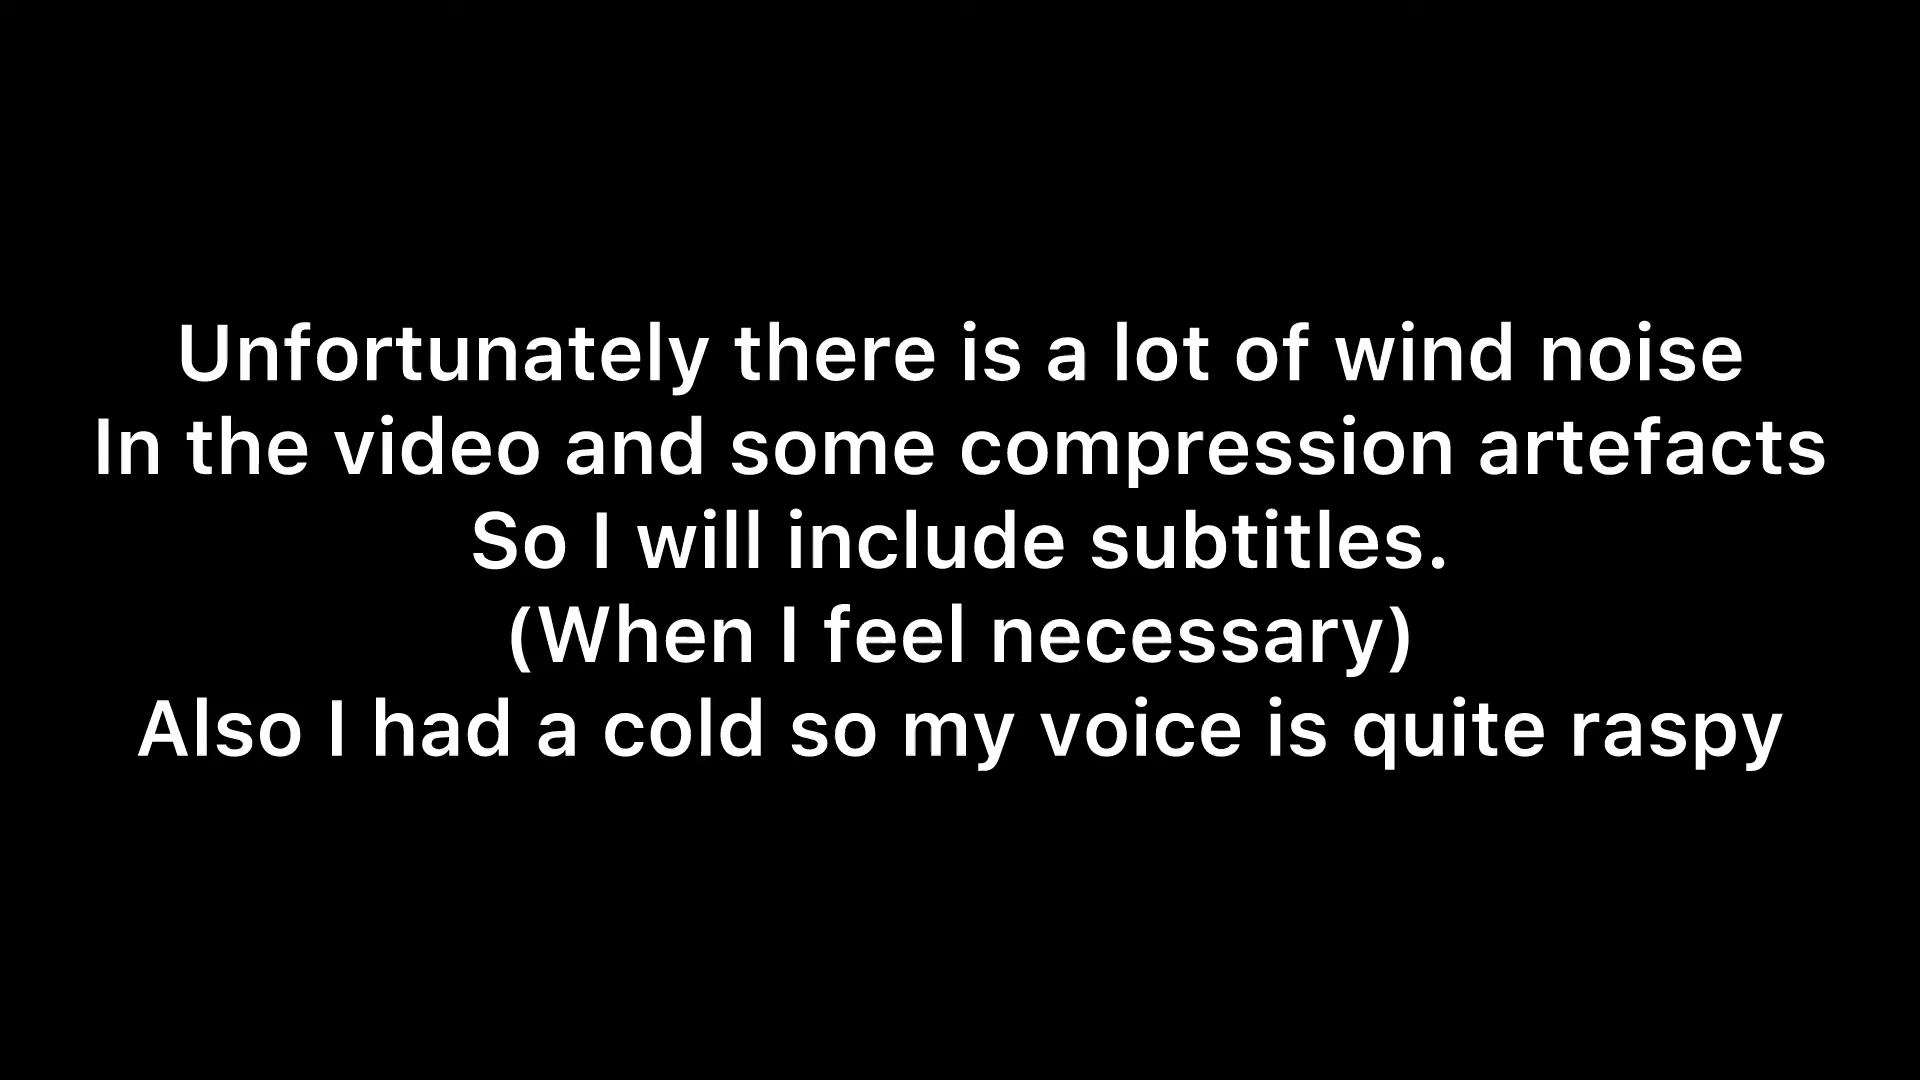 Unfortunately there is a lot of wind noise
In the video and some compression artefacts
So I will include subtitles.
(When I feel necessary)
Also I had a cold so my voice is quite raspy